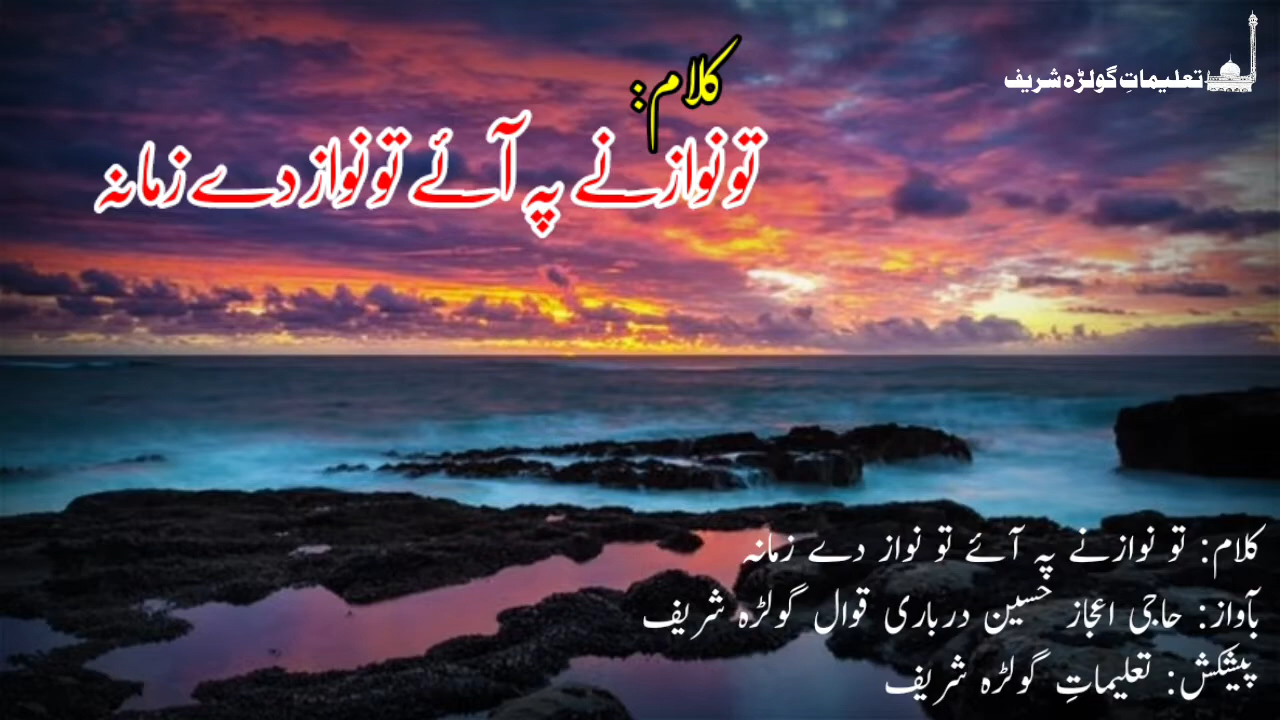 تعلیماتِ گولڑہ شریف
کلام:
تو نوازنے پہ آئے تو نواز دے زمانہ
کلام: تو نوازنے پہ آئے تو نواز دے زمانہ
بآواز: حاجی اعجاز حسین درباری قوال گولڑہ شریف
پیشکش: تعلیماتِ گولڑہ شریف